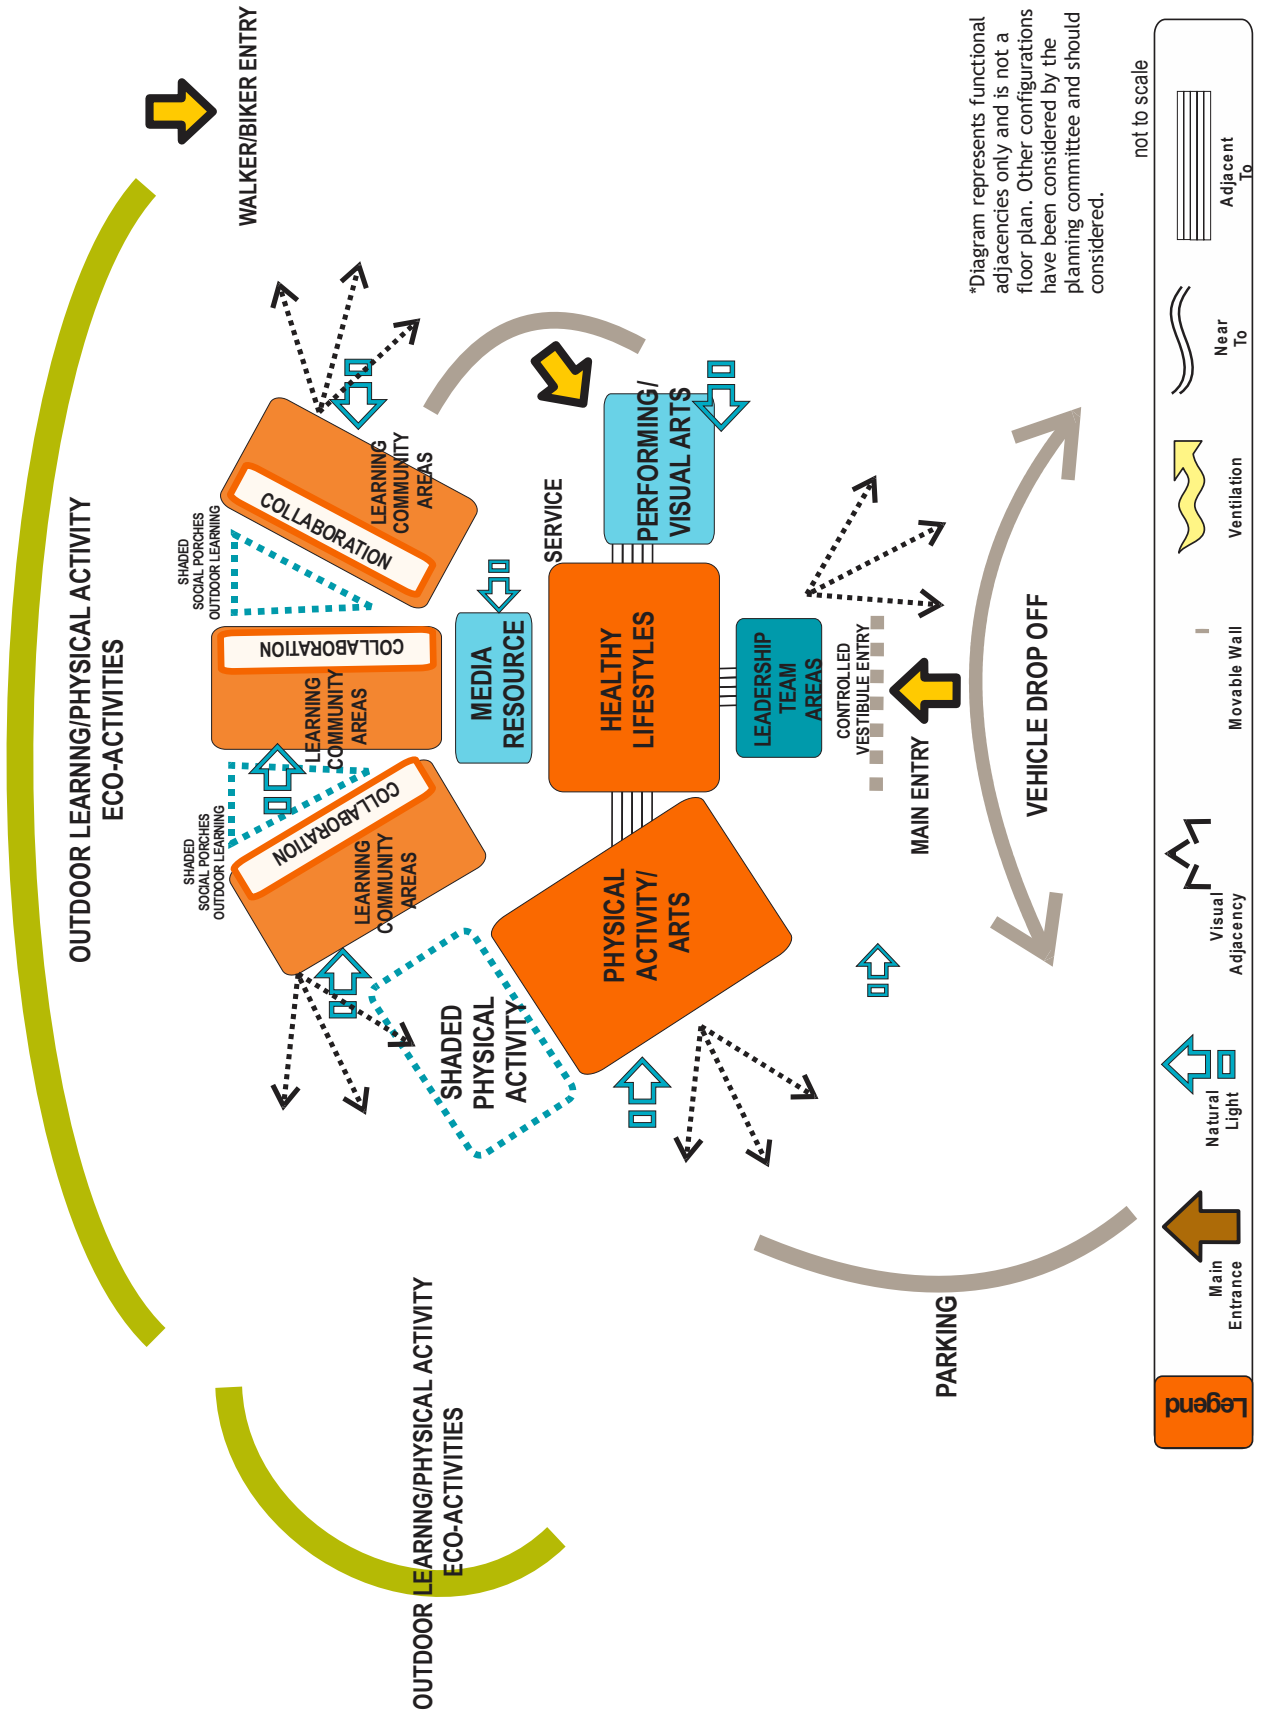 OUTDOOR LEARNNG/PHYSICAL ACTIVITY
ECO-ACTIVITIES
WALKER/BIKER ENTRY
OUTDOOR LEARNNG/PHYSICAL ACTIVITY
ECO-ACTIVITIES
SHADED
SOCIAL PORCHES
OUTDOOR LEARNING
SHADED
SOCIAL PORCHES
OUTDOOR LEARNING
COLLABORATION
LEARNING
COMMUNITY
AREAS
COLLABORATION
LEARNING
COMMUNITY
AREAS
COLLABORATION
LEARNING
COMMUNITY
AREAS
SHADED
PHYSICAL
ACTIVITY
MEDIA
RESOURCE
SERVICE
PHYSICAL
ACTIVITY/
ARTS
HEALTHY
LIFESTYLES
PERFORMING/
VISUAL ARTS
LEADERSHIP
TEAM
AREAS
CONTROLLED
VESTIBULE ENTRY
MAIN ENTRY
PARKING
VEHICLE DROP OFF
*Diagram represents functional
adjacencies only and is not a
floor plan. Other configurations
have been considered by the
planning committee and should
considered.
not to scale
Legend
Main
Entrance
Natural
Light
Visual
Adjacency
Movable Wall
Ventilation
Near
To
Adjacent
To